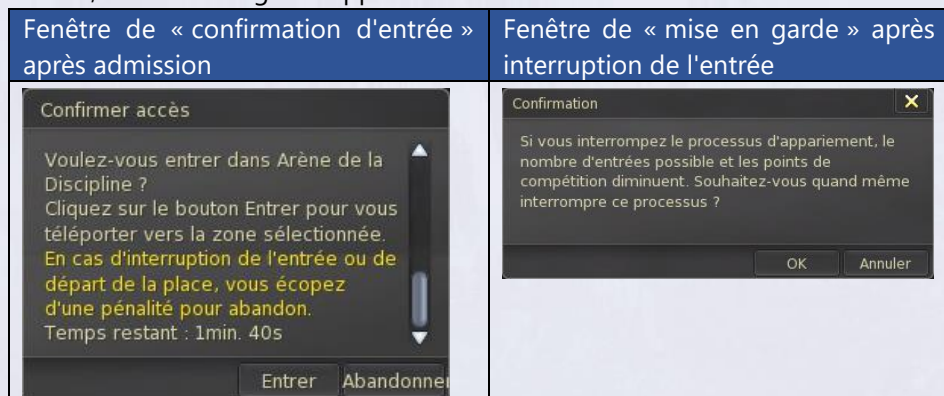 Fenêtre de « confirmation d'entrée »
après admission
Fenêtre de « mise en garde » après
interruption de l'entrée
Confirmer accès
Voulez-vous entrer dans Arène de la
Discipline ?
Cliquez sur le bouton Entrer pour vous
téléporter vers la zone sélectionnée.
En cas d'interruption de l'entrée ou de
départ de la place, vous écopez
d'une pénalité pour abandon.
Temps restant : 1min. 40s
Entrer Abandonner
Confirmation
Si vous interrompez le processus d'appariement, le
nombre d'entrées possible et les points de
compétition diminuent. Souhaitez-vous quand même
interrompre ce processus ?
OK Annuler